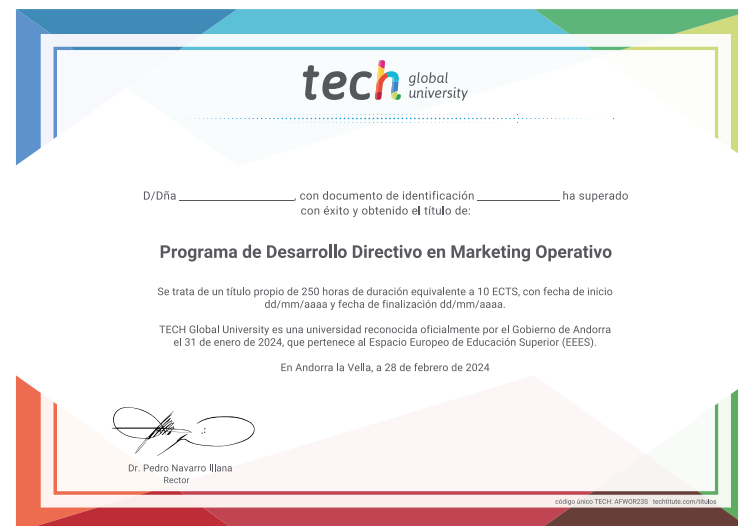 tech global university
D/Dña ____________________, con documento de identificación ______________ ha superado
con éxito y obtenido el título de:
Programa de Desarrollo Directivo en Marketing Operativo
Se trata de un título propio de 250 horas de duración equivalente a 10 ECTS, con fecha de inicio
dd/mm/aaaa y fecha de finalización dd/mm/aaaa.
TECH Global University es una universidad reconocida oficialmente por el Gobierno de Andorra
el 31 de enero de 2024, que pertenece al Espacio Europeo de Educación Superior (EEES).
En Andorra la Vella, a 28 de febrero de 2024
Dr. Pedro Navarro Illana
Rector
código único TECH: AFWOR23S techtitute.com/titulos